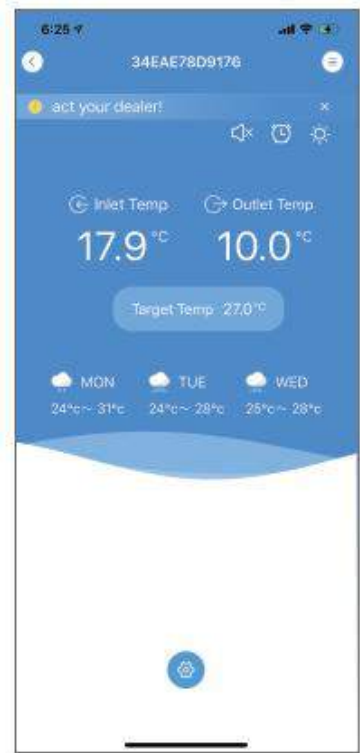 6:25
34EAE78D9176
act your dealer!
Inlet Temp Outlet Temp
17.9°C 10.0°C
Target Temp 27.0°C
MON TUE WED
24°c~ 31°c 24°c~ 28°c 25°c~ 28°c